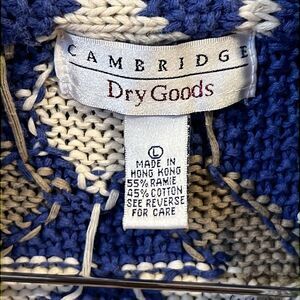 CAMBRIDGE
Dry Goods
L
MADE IN
HONG KONG
55% RAMIE
45% COTTON
SEE REVERSE
FOR CARE